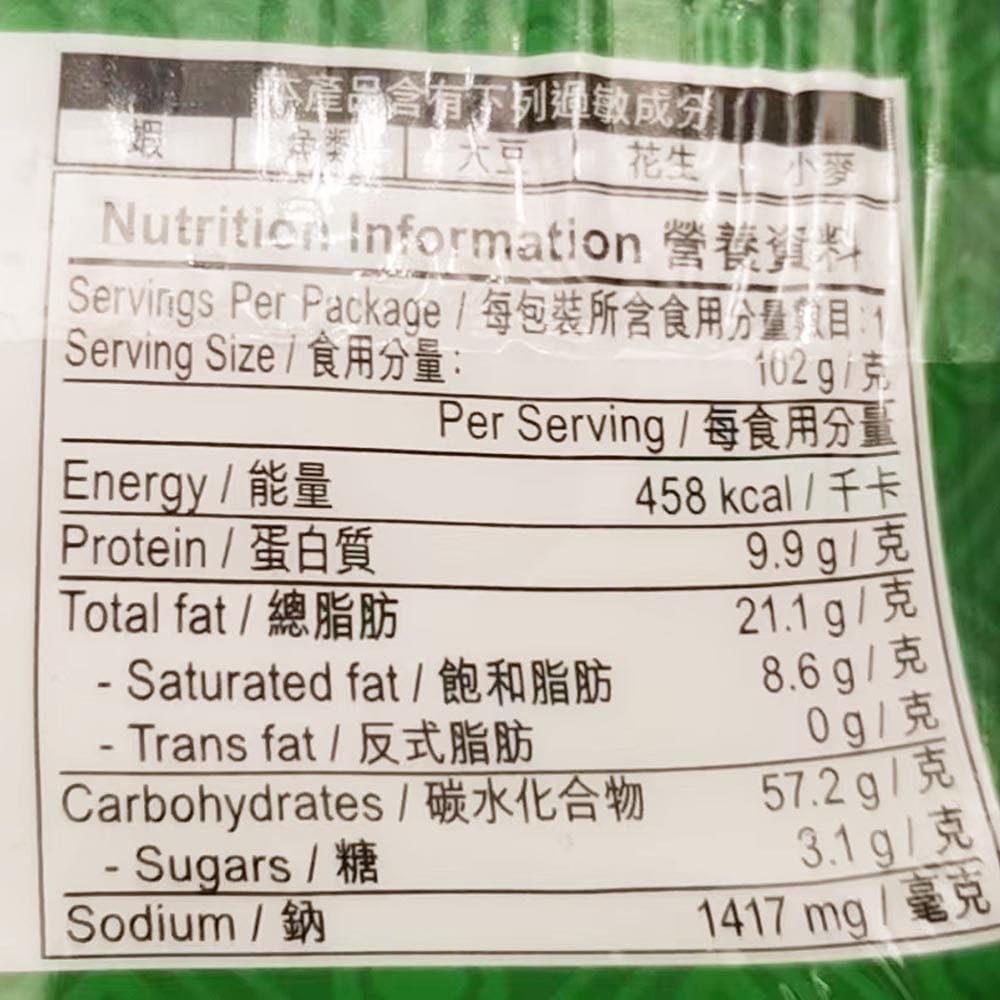 本產品含有下列過敏成分
蝦 魚類 大豆 花生 小麥
Nutrition Information 營養資料
Servings Per Package / 每包裝所含食用分量數目:1
Serving Size / 食用分量: 102 g / 克
Per Serving / 每食用分量
Energy / 能量 458 kcal / 千卡
Protein / 蛋白質 9.9 g / 克
Total fat / 總脂肪 21.1 g / 克
- Saturated fat / 飽和脂肪 8.6 g / 克
- Trans fat / 反式脂肪 0 g / 克
Carbohydrates / 碳水化合物 57.2 g / 克
- Sugars / 糖 3.1 g / 克
Sodium / 鈉 1417 mg / 毫克